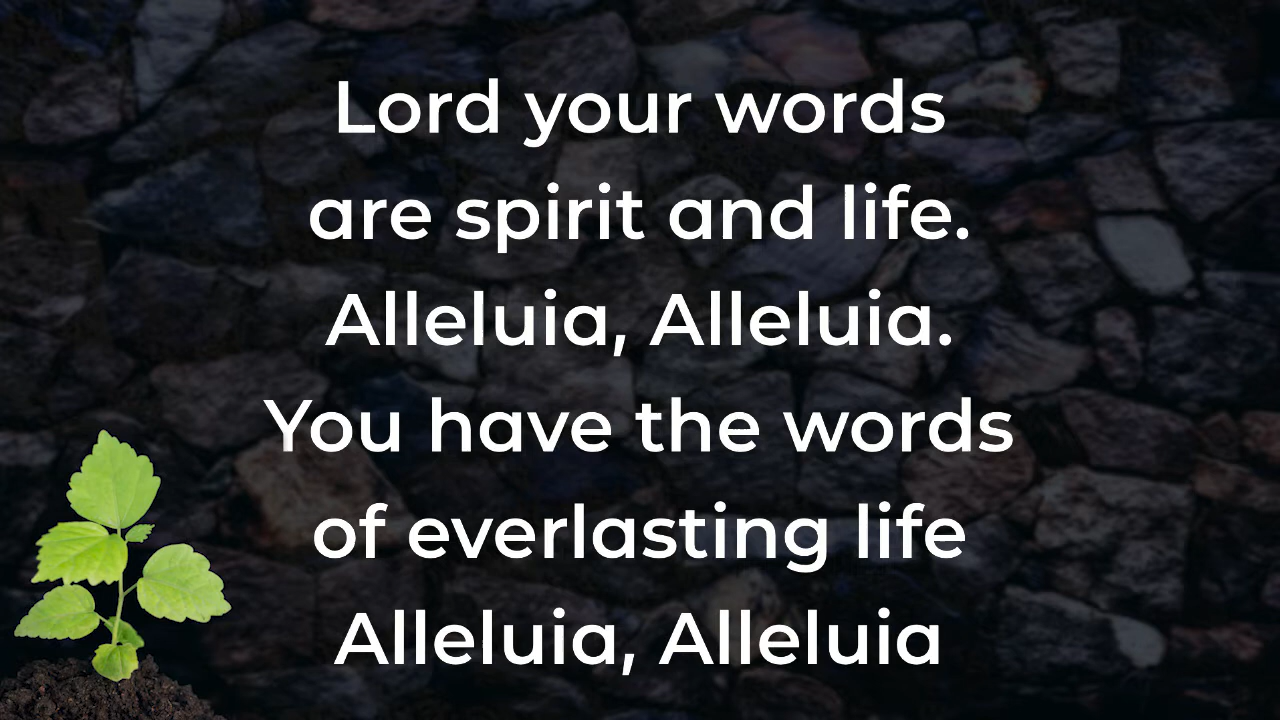 Lord your words
are spirit and life.
Alleluia, Alleluia.
You have the words
of everlasting life
Alleluia, Alleluia